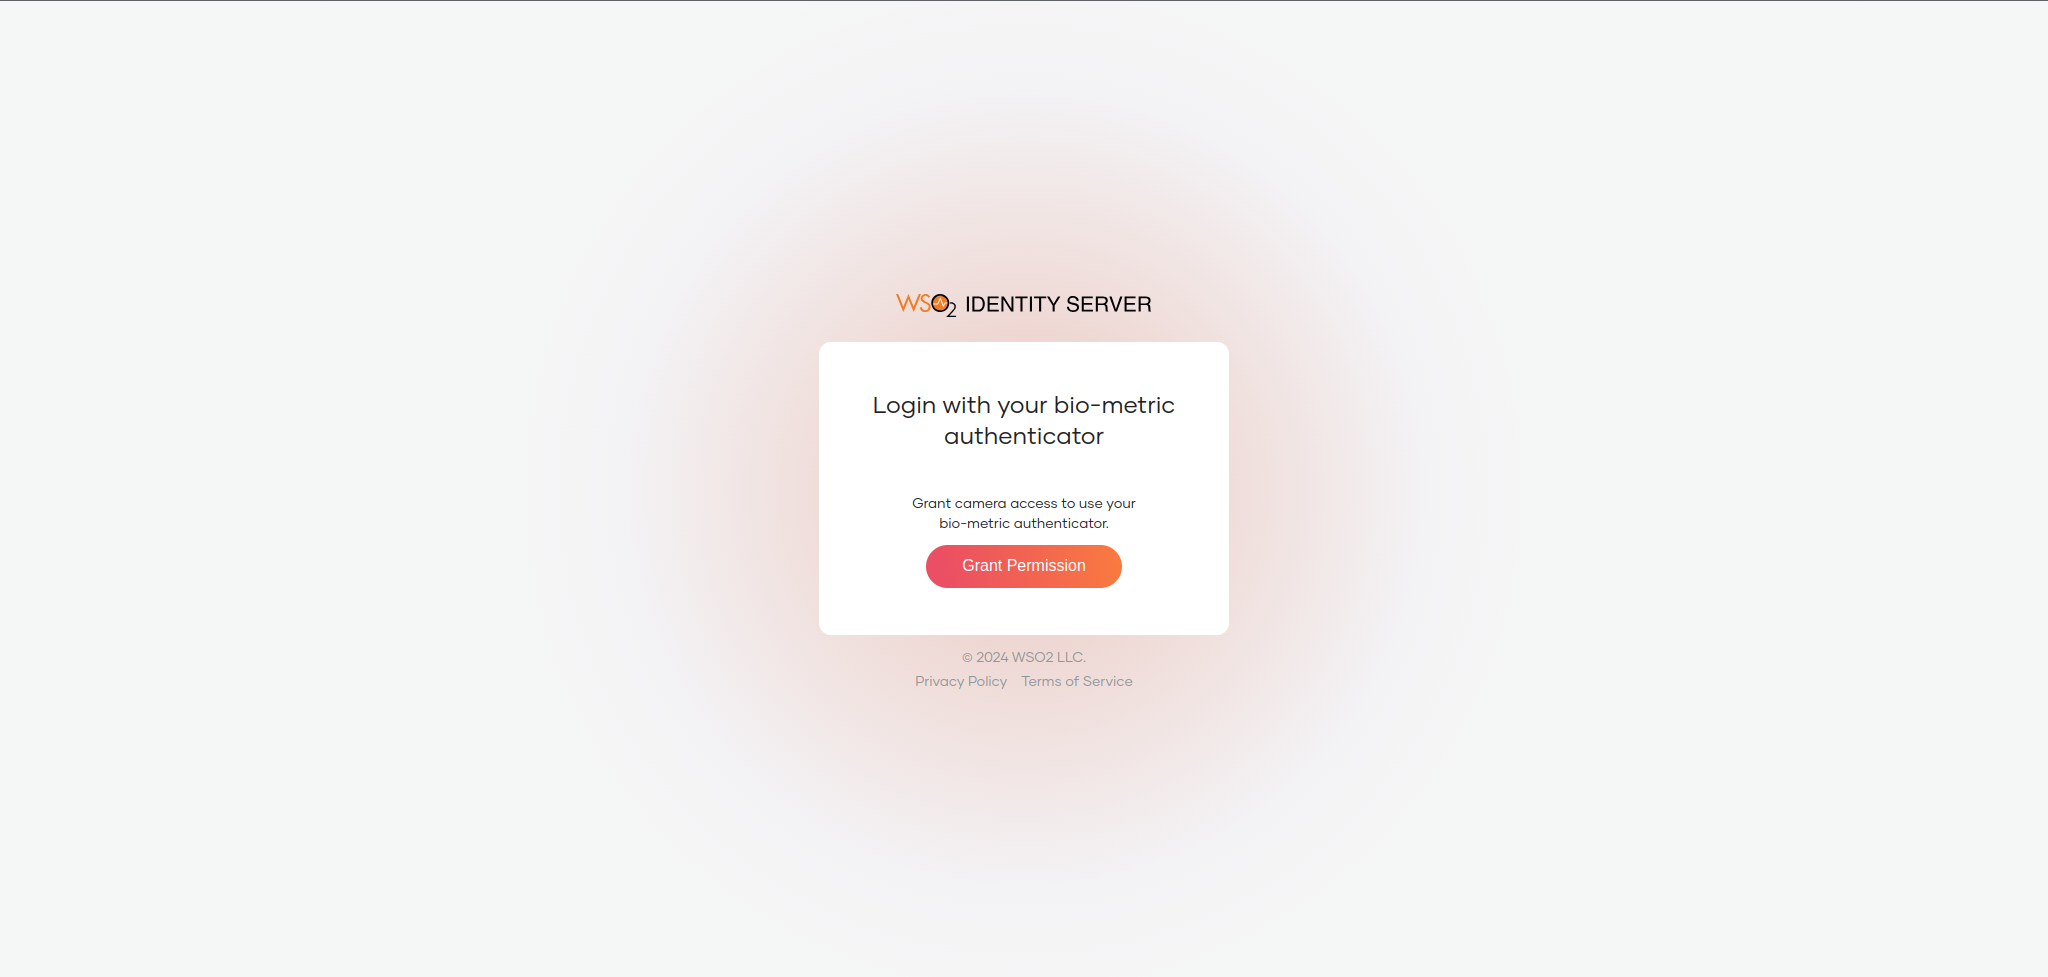 WSO2 IDENTITY SERVER
Login with your bio-metric
authenticator
Grant camera access to use your
bio-metric authenticator.
Grant Permission
© 2024 WSO2 LLC.
Privacy Policy Terms of Service